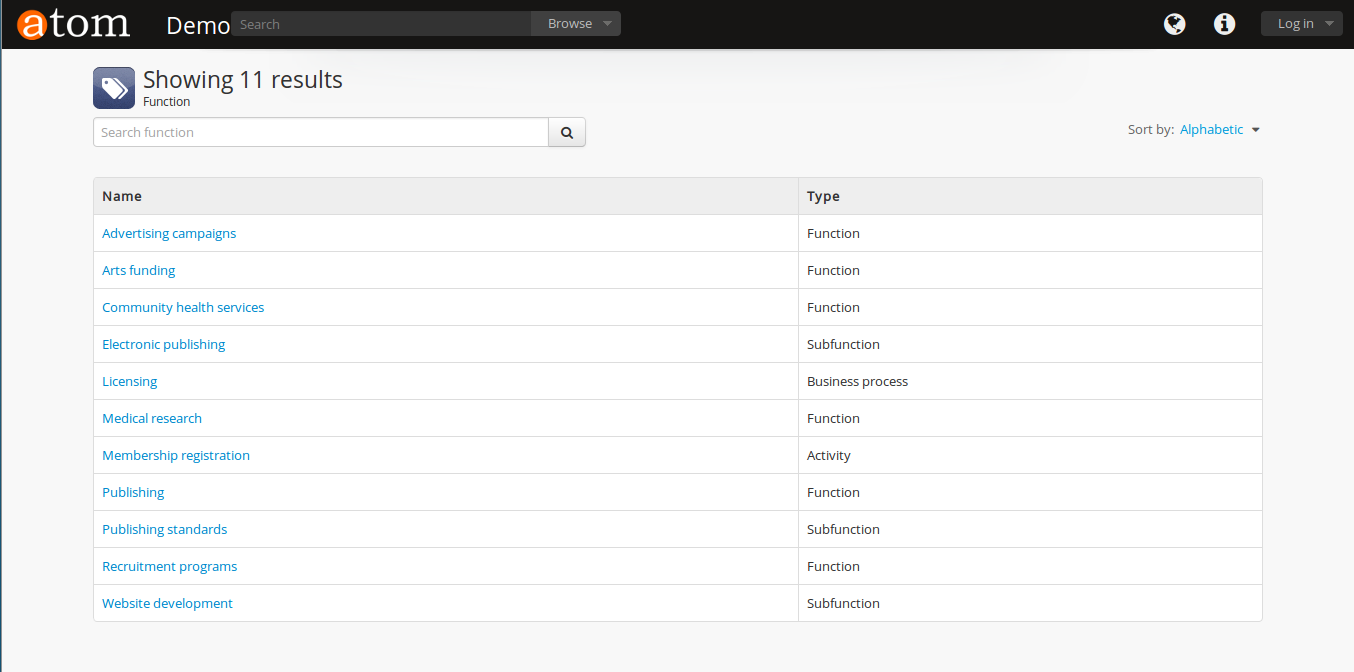 atom Demo Search Browse Log in
Showing 11 results
Function
Search function
Sort by: Alphabetic
Name Type
Advertising campaigns Function
Arts funding Function
Community health services Function
Electronic publishing Subfunction
Licensing Business process
Medical research Function
Membership registration Activity
Publishing Function
Publishing standards Subfunction
Recruitment programs Function
Website development Subfunction